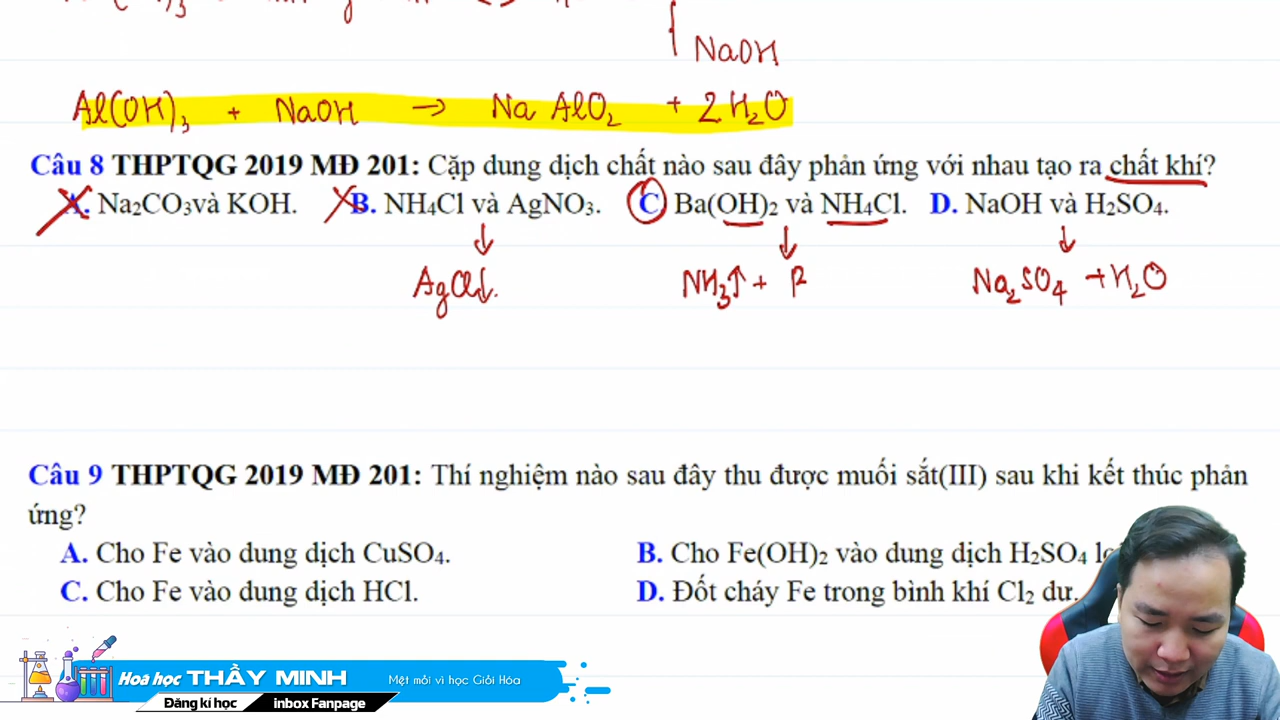 NaOH
Al(OH)₃ + NaOH → NaAlO₂ + 2H₂O
Câu 8 THPTQG 2019 MĐ 201: Cặp dung dịch chất nào sau đây phản ứng với nhau tạo ra chất khí?
A. Na₂CO₃và KOH. B. NH₄Cl và AgNO₃. C Ba(OH)₂ và NH₄Cl. D. NaOH và H₂SO₄.
↓ ↓ ↓
AgCl↓. NH₃↑ + Na₂SO₄ + H₂O
Câu 9 THPTQG 2019 MĐ 201: Thí nghiệm nào sau đây thu được muối sắt(III) sau khi kết thúc phản
ứng?
A. Cho Fe vào dung dịch CuSO₄. B. Cho Fe(OH)₂ vào dung dịch H₂SO₄
C. Cho Fe vào dung dịch HCl. D. Đốt cháy Fe trong bình khí Cl₂ dư.
Hoá học THẦY MINH Mệt mỏi vì học Giỏi Hóa
Đăng kí học inbox Fanpage